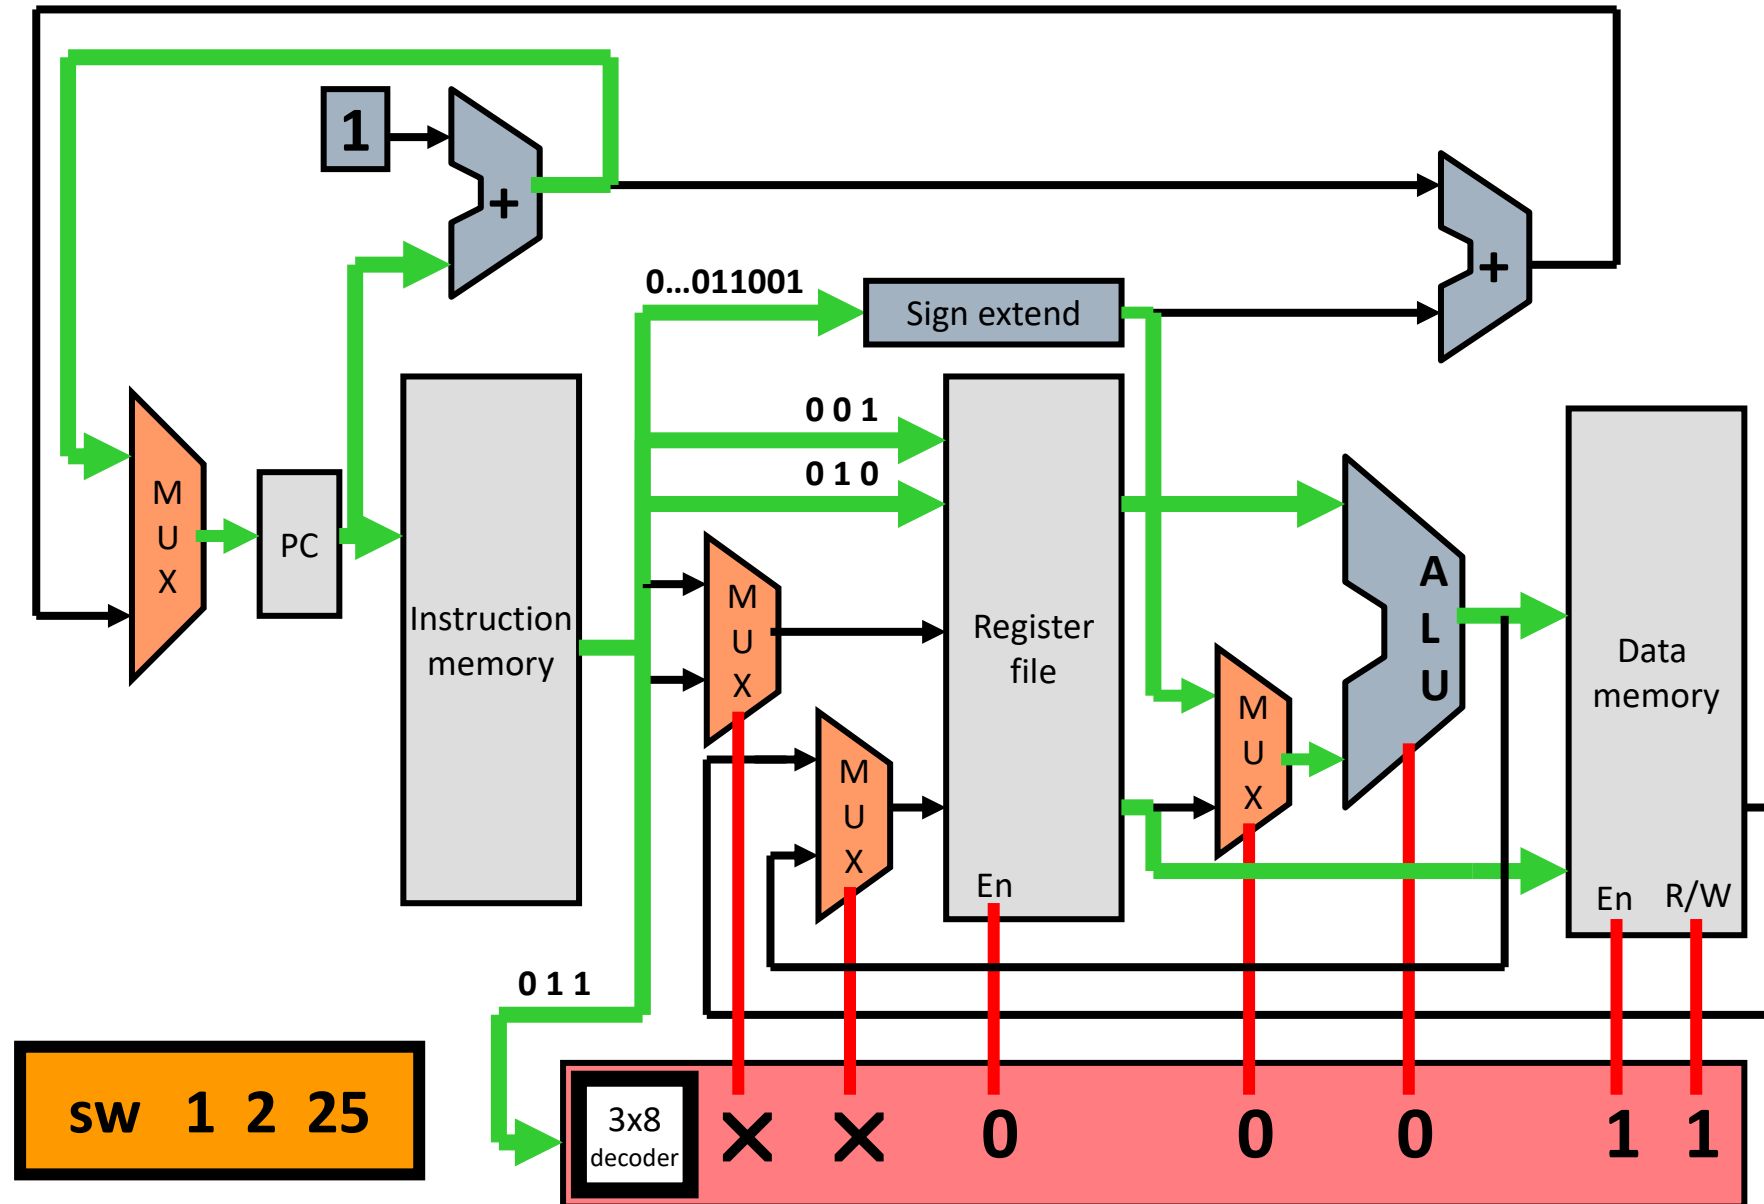 1
+
+
0...011001
Sign extend
0 0 1
0 1 0
M
U
X
PC
Instruction
memory
M
U
X
Register
file
En
M
U
X
M
U
X
A
L
U
Data
memory
En R/W
0 1 1
sw 1 2 25
3x8
decoder
X X 0 0 0 1 1